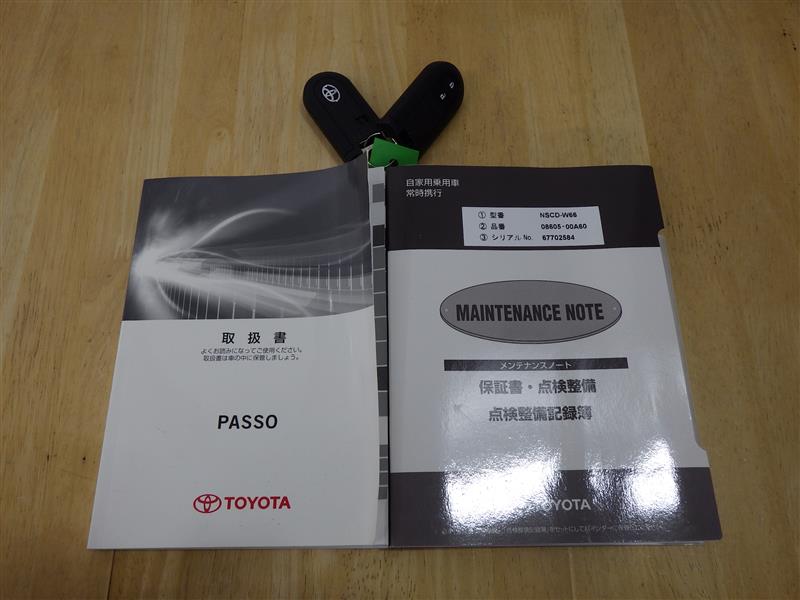 取扱書
よくお読みになってご使用ください。
取扱書は車の中に保管しましょう。
PASSO
TOYOTA
自家用乗用車
常時携行
① 型番 NSCD-W66
② 品番 08605-00A60
③ シリアルNo. 67702584
MAINTENANCE NOTE
メンテナンスノート
保証書・点検整備
点検整備記録簿
OYOTA